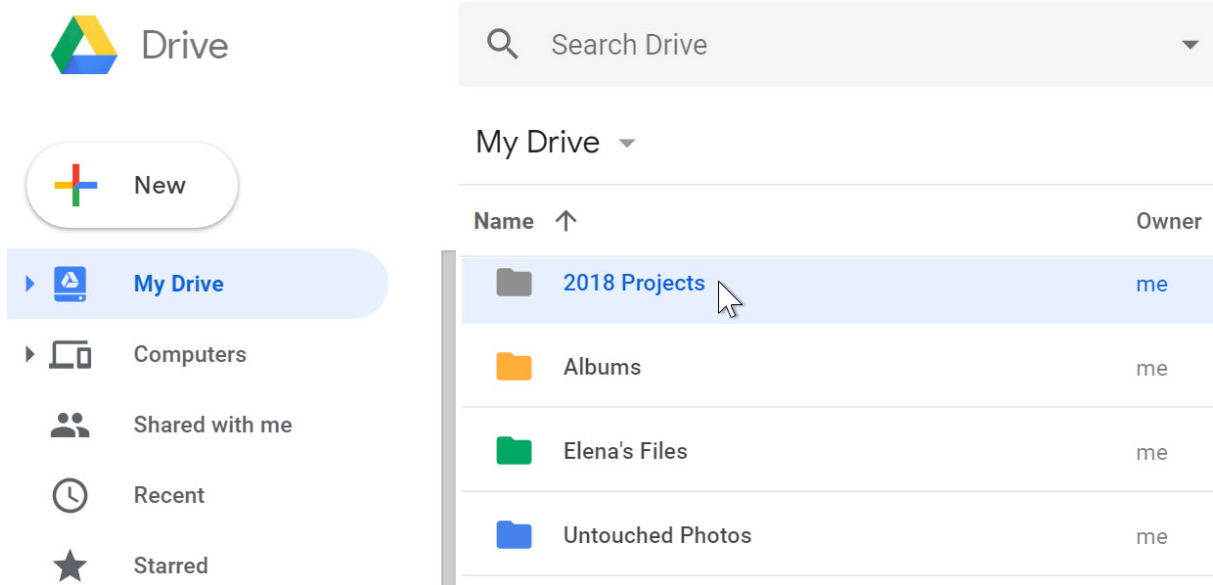 Drive
Search Drive
My Drive
New
Name
Owner
My Drive
2018 Projects
me
Computers
Albums
me
Shared with me
Elena's Files
me
Recent
Untouched Photos
me
Starred